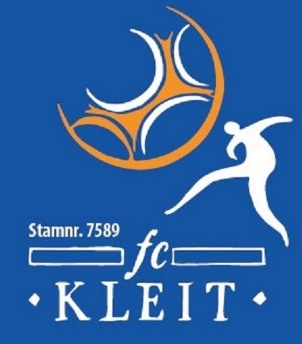 Stamnr. 7589
fc
• KLEIT •